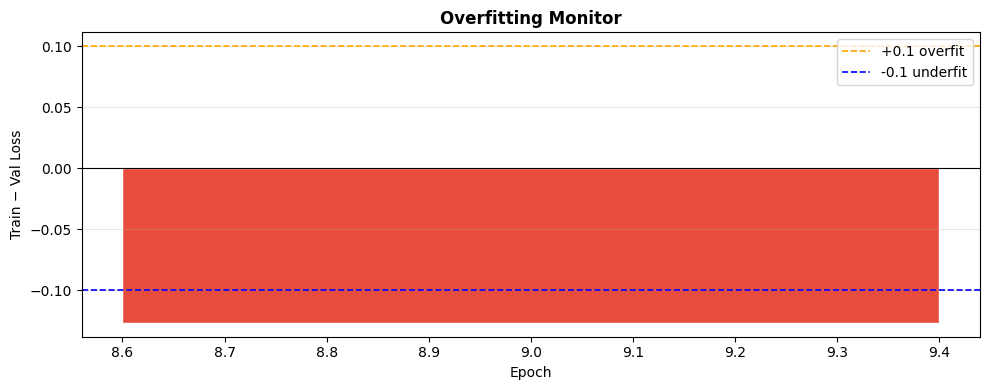 Overfitting Monitor
+0.1 overfit
-0.1 underfit
Train − Val Loss
0.10
0.05
0.00
−0.05
−0.10
8.6 8.7 8.8 8.9 9.0 9.1 9.2 9.3 9.4
Epoch